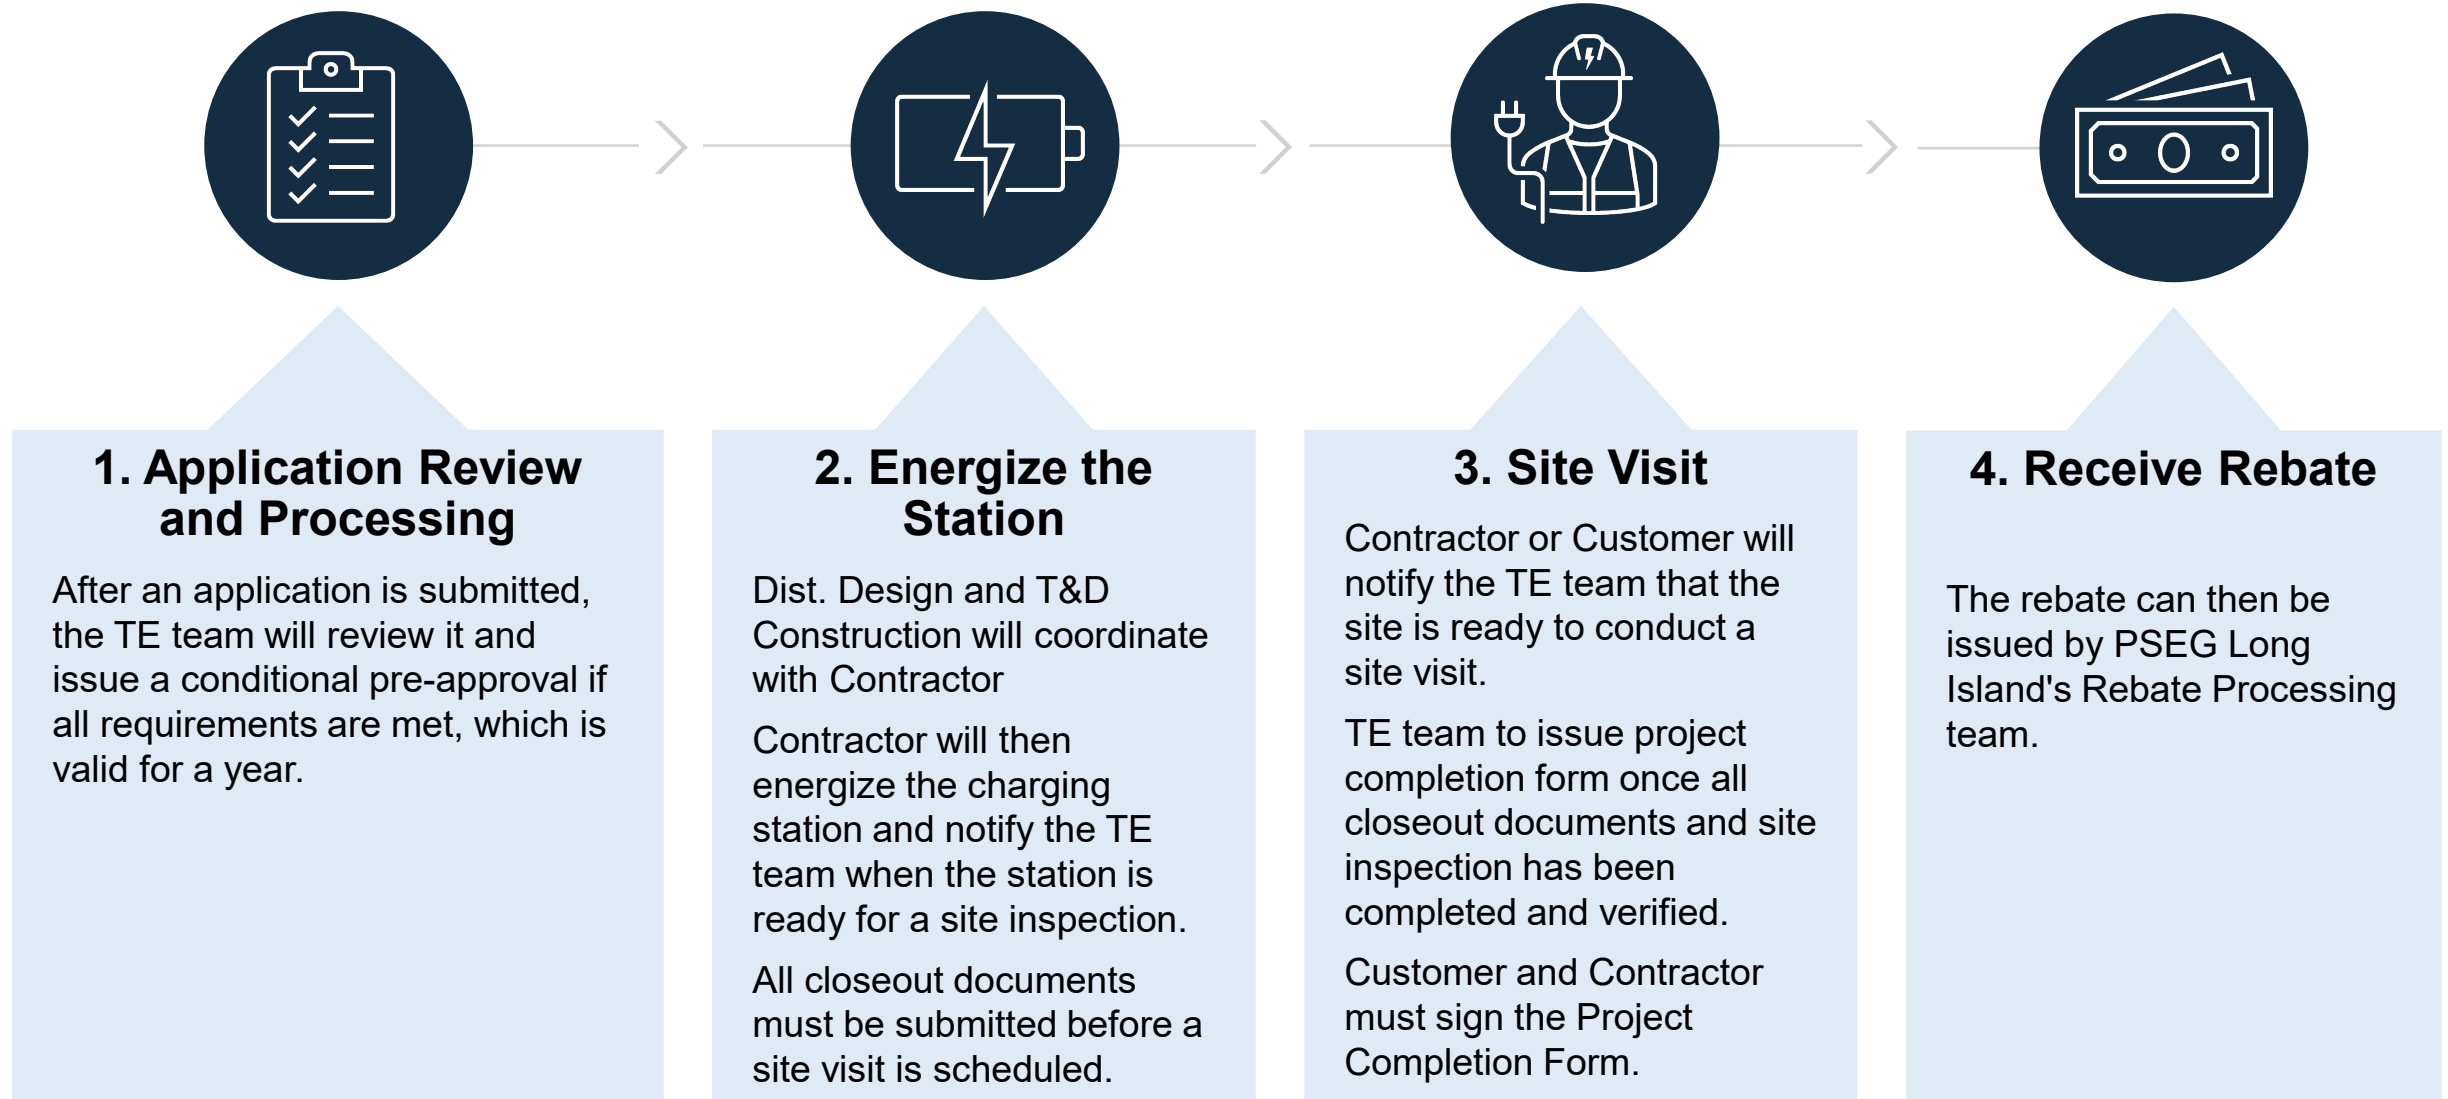 1. Application Review
and Processing
After an application is submitted,
the TE team will review it and
issue a conditional pre-approval if
all requirements are met, which is
valid for a year.
2. Energize the
Station
Dist. Design and T&D
Construction will coordinate
with Contractor
Contractor will then
energize the charging
station and notify the TE
team when the station is
ready for a site inspection.
All closeout documents
must be submitted before a
site visit is scheduled.
3. Site Visit
Contractor or Customer will
notify the TE team that the
site is ready to conduct a
site visit.
TE team to issue project
completion form once all
closeout documents and site
inspection has been
completed and verified.
Customer and Contractor
must sign the Project
Completion Form.
4. Receive Rebate
The rebate can then be
issued by PSEG Long
Island's Rebate Processing
team.